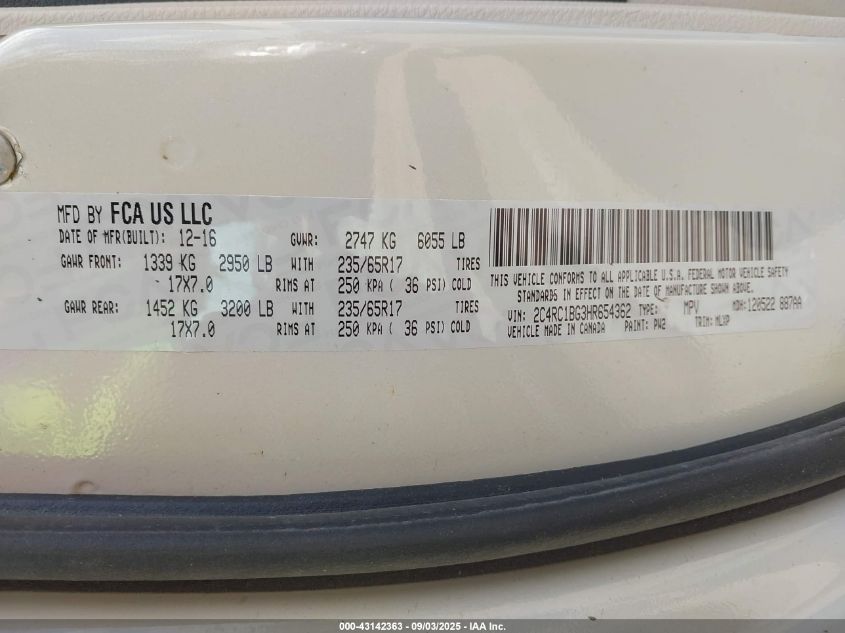 MFD BY FCA US LLC
DATE OF MFR(BUILT): 12-16 GVWR: 2747 KG 6055 LB
GAWR FRONT: 1339 KG 2950 LB WITH 235/65R17 TIRES
17X7.0 RIMS AT 250 KPA ( 36 PSI) COLD
GAWR REAR: 1452 KG 3200 LB WITH 235/65R17 TIRES
17X7.0 RIMS AT 250 KPA ( 36 PSI) COLD
THIS VEHICLE CONFORMS TO ALL APPLICABLE U.S.A. FEDERAL MOTOR VEHICLE SAFETY
STANDARDS IN EFFECT ON THE DATE OF MANUFACTURE SHOWN ABOVE.
VIN: 2C4RC1BG3HR654362 TYPE: MPV MDH:120522 887AA
VEHICLE MADE IN CANADA PAINT: PW2 TRIM: MLXP
000-43142363 - 09/03/2025 - IAA Inc.